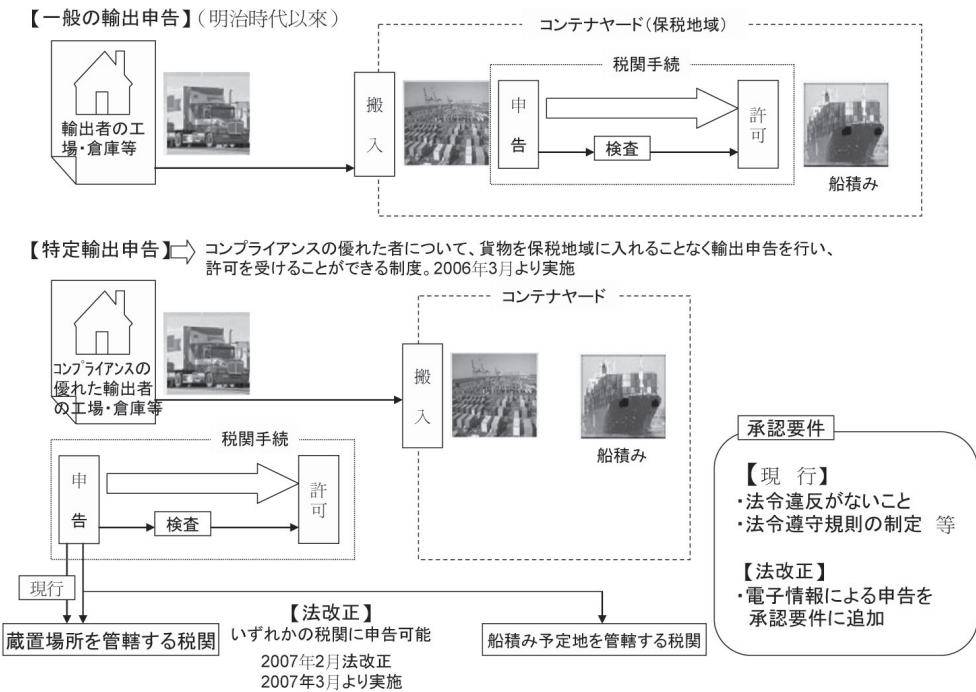 【一般の輸出申告】(明治時代以來)
コンテナヤード(保税地域)
輸出者の工
場・倉庫等
搬入
税関手続
申告
検査
許可
船積み
【特定輸出申告】
コンプライアンスの優れた者について、貨物を保税地域に入れることなく輸出申告を行い、
許可を受けることができる制度。2006年3月より実施
コンテナヤード
コンプライアンスの
優れた輸出者
の工場・倉庫等
搬入
船積み
税関手続
申告
検査
許可
現行
蔵置場所を管轄する税関
【法改正】
いずれかの税関に申告可能
2007年2月法改正
2007年3月より実施
船積み予定地を管轄する税関
承認要件
【現 行】
・法令違反がないこと
・法令遵守規則の制定 等
【法改正】
・電子情報による申告を
承認要件に追加